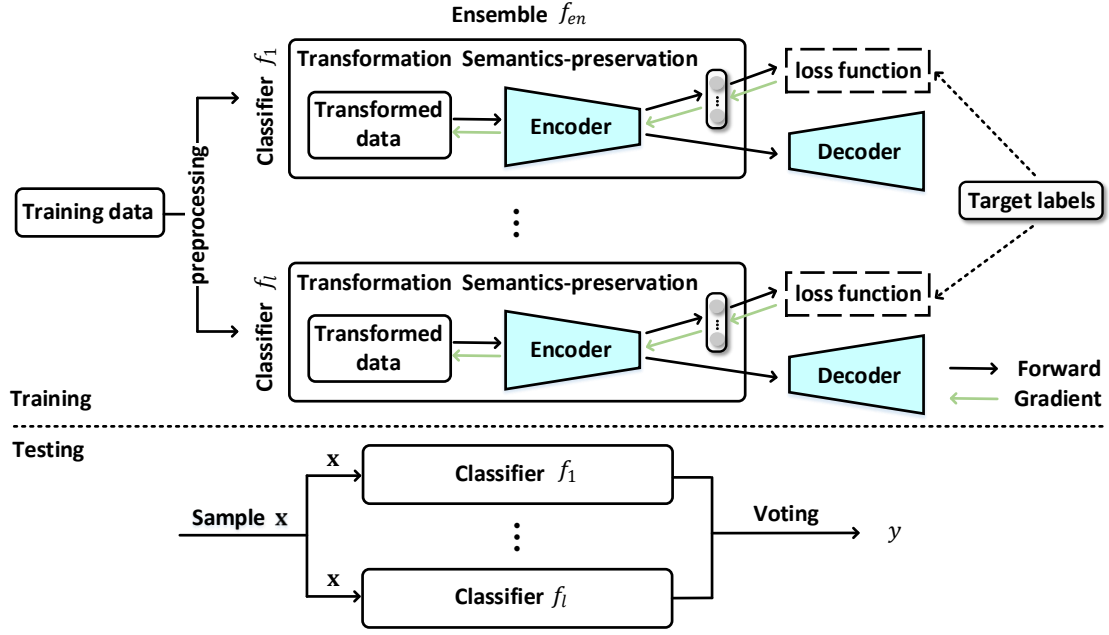 Ensemble f_en
Classifier f_1
Transformation Semantics-preservation
Transformed
data
Encoder
loss function
Decoder
Training data
preprocessing
Target labels
⋮
Classifier f_l
Transformation Semantics-preservation
Transformed
data
Encoder
loss function
Decoder
Forward
Gradient
Training
Testing
Sample x
x
Classifier f_1
⋮
x
Classifier f_l
Voting
y